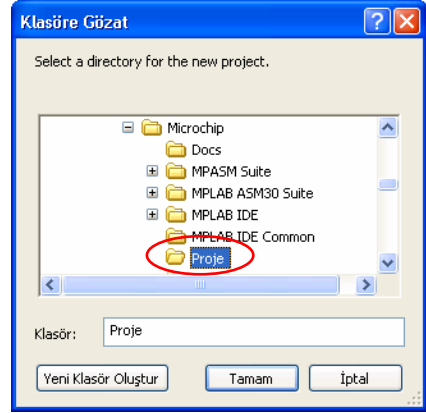 Klasöre Gözat
Select a directory for the new project.
Microchip
Docs
MPASM Suite
MPLAB ASM30 Suite
MPLAB IDE
MPLAB IDE Common
Proje
Klasör: Proje
Yeni Klasör Oluştur Tamam İptal